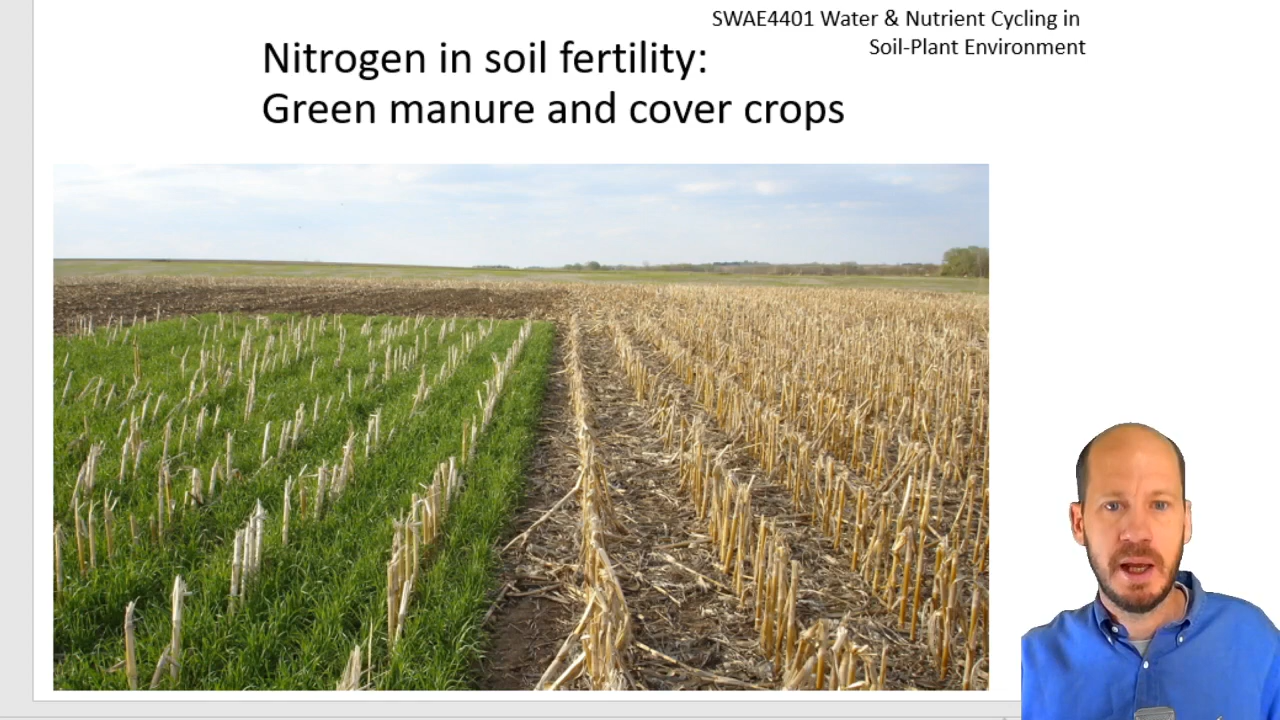 SWAE4401 Water & Nutrient Cycling in
Soil-Plant Environment
Nitrogen in soil fertility:
Green manure and cover crops